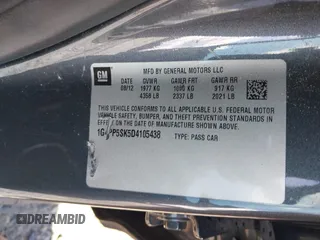 GM
MFD BY GENERAL MOTORS LLC
DATE GVWR GAWR FRT GAWR RR
08/12 1977 KG 1060 KG 917 KG
4358 LB 2337 LB 2021 LB
THIS VEHICLE CONFORMS TO ALL APPLICABLE U.S. FEDERAL MOTOR
VEHICLE SAFETY, BUMPER, AND THEFT PREVENTION STANDARDS
IN EFFECT ON THE DATE OF MANUFACTURE SHOWN ABOVE.
TYPE: PASS CAR
DREAMBID